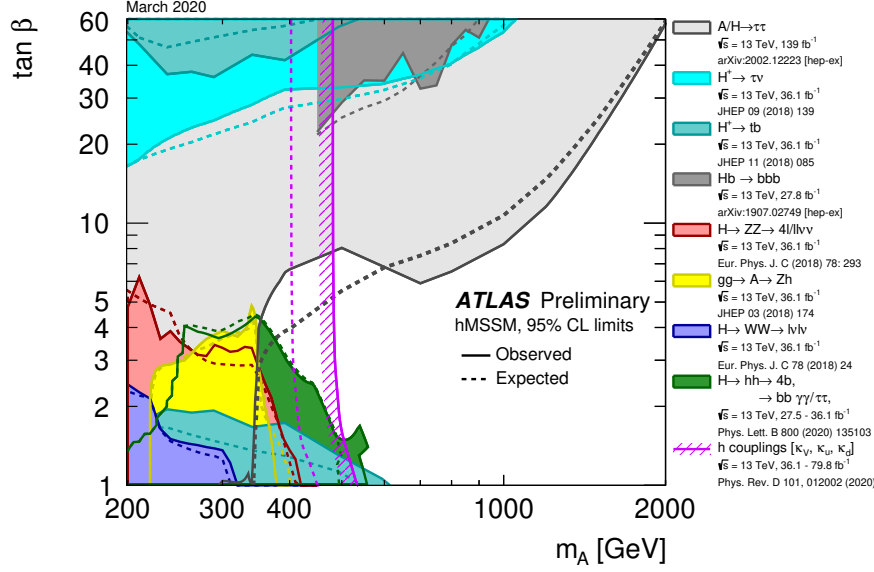 March 2020
tan β
60
40
30
20
10
5
4
3
2
1
200
300
400
1000
2000
m_A [GeV]
ATLAS Preliminary
hMSSM, 95% CL limits
Observed
Expected
A/H→ττ
√s = 13 TeV, 139 fb⁻¹
arXiv:2002.12223 [hep-ex]
H⁺→ τν
√s = 13 TeV, 36.1 fb⁻¹
JHEP 09 (2018) 139
H⁺→ tb
√s = 13 TeV, 36.1 fb⁻¹
JHEP 11 (2018) 085
Hb → bbb
√s = 13 TeV, 27.8 fb⁻¹
arXiv:1907.02749 [hep-ex]
H→ ZZ→ 4l/llνν
√s = 13 TeV, 36.1 fb⁻¹
Eur. Phys. J. C (2018) 78: 293
gg→ A→ Zh
√s = 13 TeV, 36.1 fb⁻¹
JHEP 03 (2018) 174
H→ WW→ lνlν
√s = 13 TeV, 36.1 fb⁻¹
Eur. Phys. J. C 78 (2018) 24
H→ hh→ 4b,
→ bb γγ/ττ,
√s = 13 TeV, 27.5 - 36.1 fb⁻¹
Phys. Lett. B 800 (2020) 135103
h couplings [κ_V, κ_u, κ_d]
√s = 13 TeV, 36.1 - 79.8 fb⁻¹
Phys. Rev. D 101, 012002 (2020)